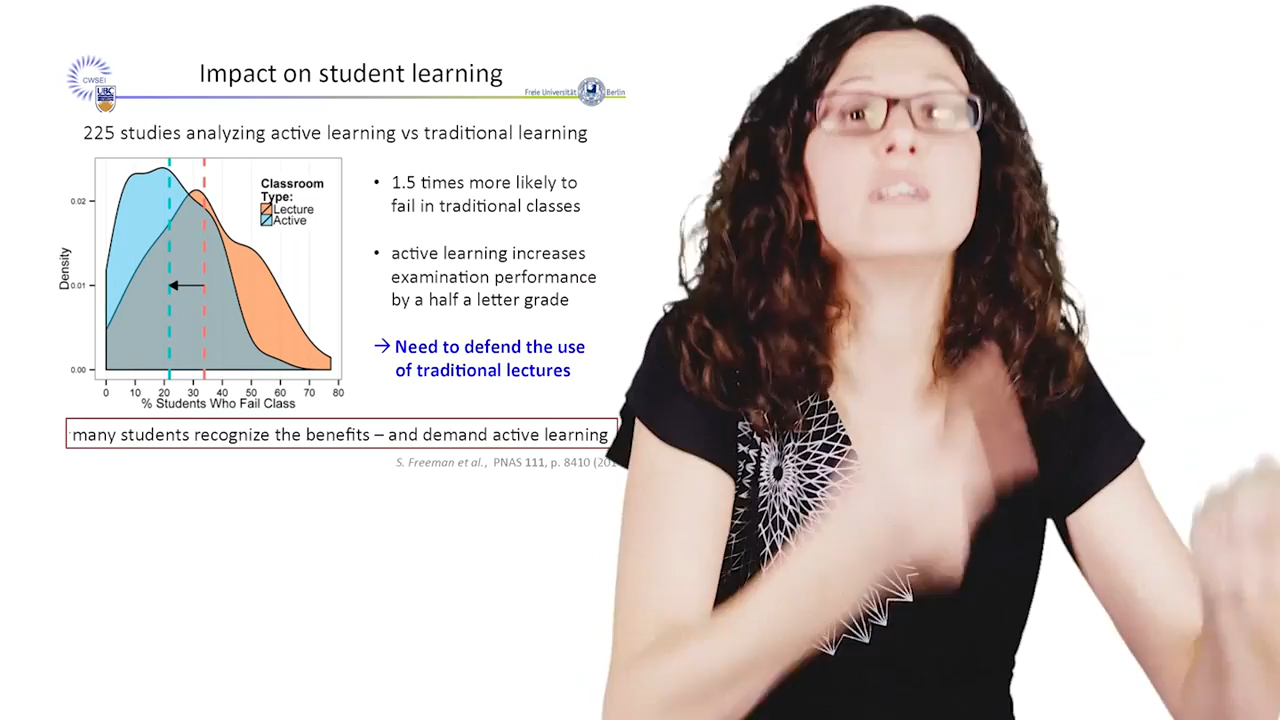 Impact on student learning
CWSEI
UBC
Freie Universität Berlin
225 studies analyzing active learning vs traditional learning
Classroom
Type:
Lecture
Active
0.02
0.01
0.00
Density
0 10 20 30 40 50 60 70 80
% Students Who Fail Class
• 1.5 times more likely to
fail in traditional classes
• active learning increases
examination performance
by a half a letter grade
→ Need to defend the use
of traditional lectures
many students recognize the benefits – and demand active learning
S. Freeman et al., PNAS 111, p. 8410 (20